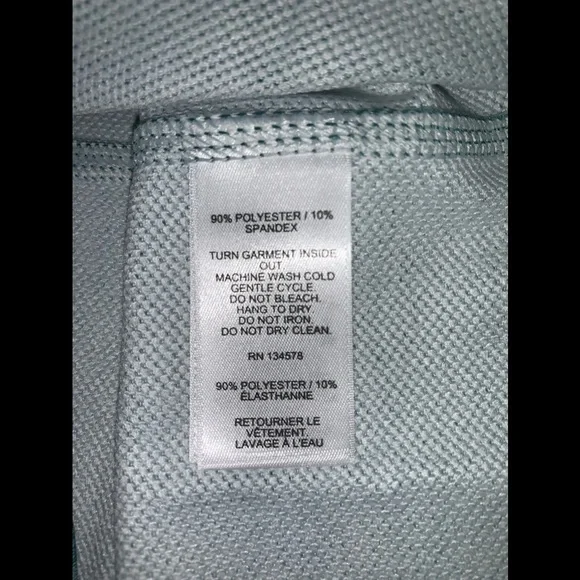 90% POLYESTER / 10%
SPANDEX
TURN GARMENT INSIDE
OUT
MACHINE WASH COLD
GENTLE CYCLE.
DO NOT BLEACH.
HANG TO DRY.
DO NOT IRON.
DO NOT DRY CLEAN.
RN 134578
90% POLYESTER / 10%
ÉLASTHANNE
RETOURNER LE
VÊTEMENT.
LAVAGE À L'EAU